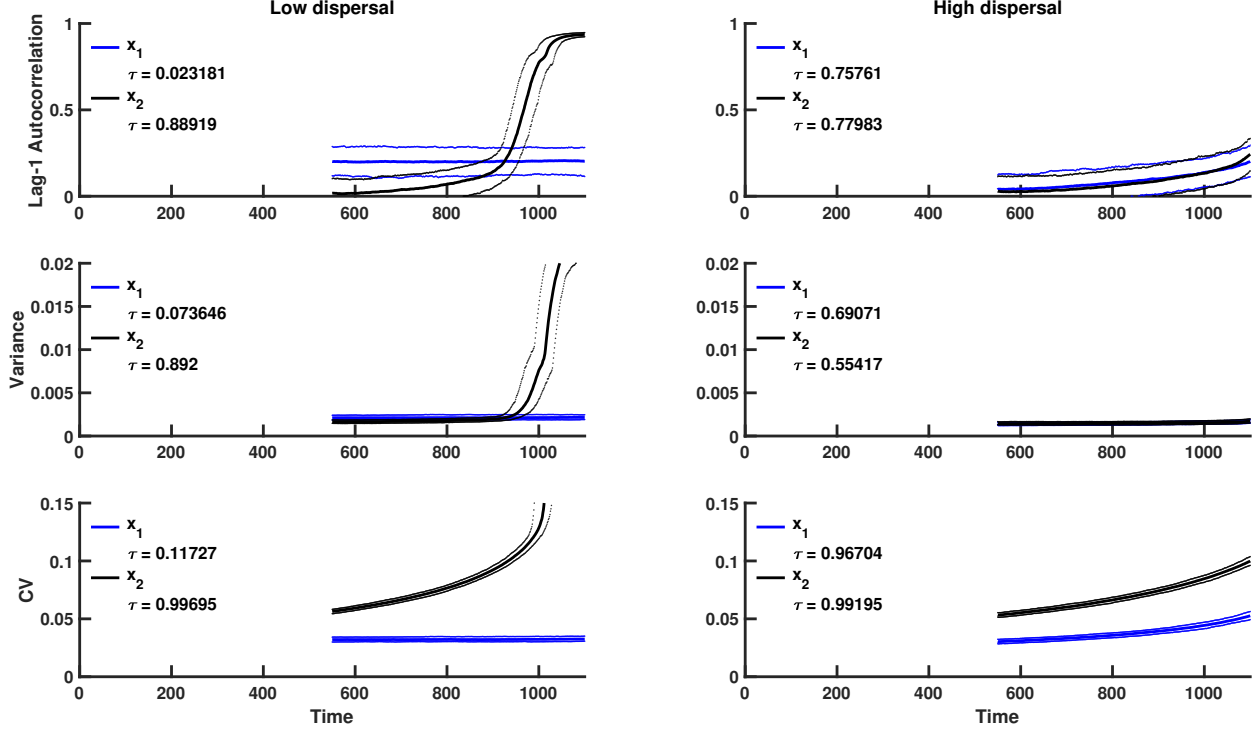 Low dispersal
Lag-1 Autocorrelation
1
0.5
0
x1
τ = 0.023181
x2
τ = 0.88919
0 200 400 600 800 1000
High dispersal
1
0.5
0
x1
τ = 0.75761
x2
τ = 0.77983
0 200 400 600 800 1000
Variance
0.02
0.015
0.01
0.005
0
x1
τ = 0.073646
x2
τ = 0.892
0 200 400 600 800 1000
0.02
0.015
0.01
0.005
0
x1
τ = 0.69071
x2
τ = 0.55417
0 200 400 600 800 1000
CV
0.15
0.1
0.05
0
x1
τ = 0.11727
x2
τ = 0.99695
0 200 400 600 800 1000
Time
0.15
0.1
0.05
0
x1
τ = 0.96704
x2
τ = 0.99195
0 200 400 600 800 1000
Time